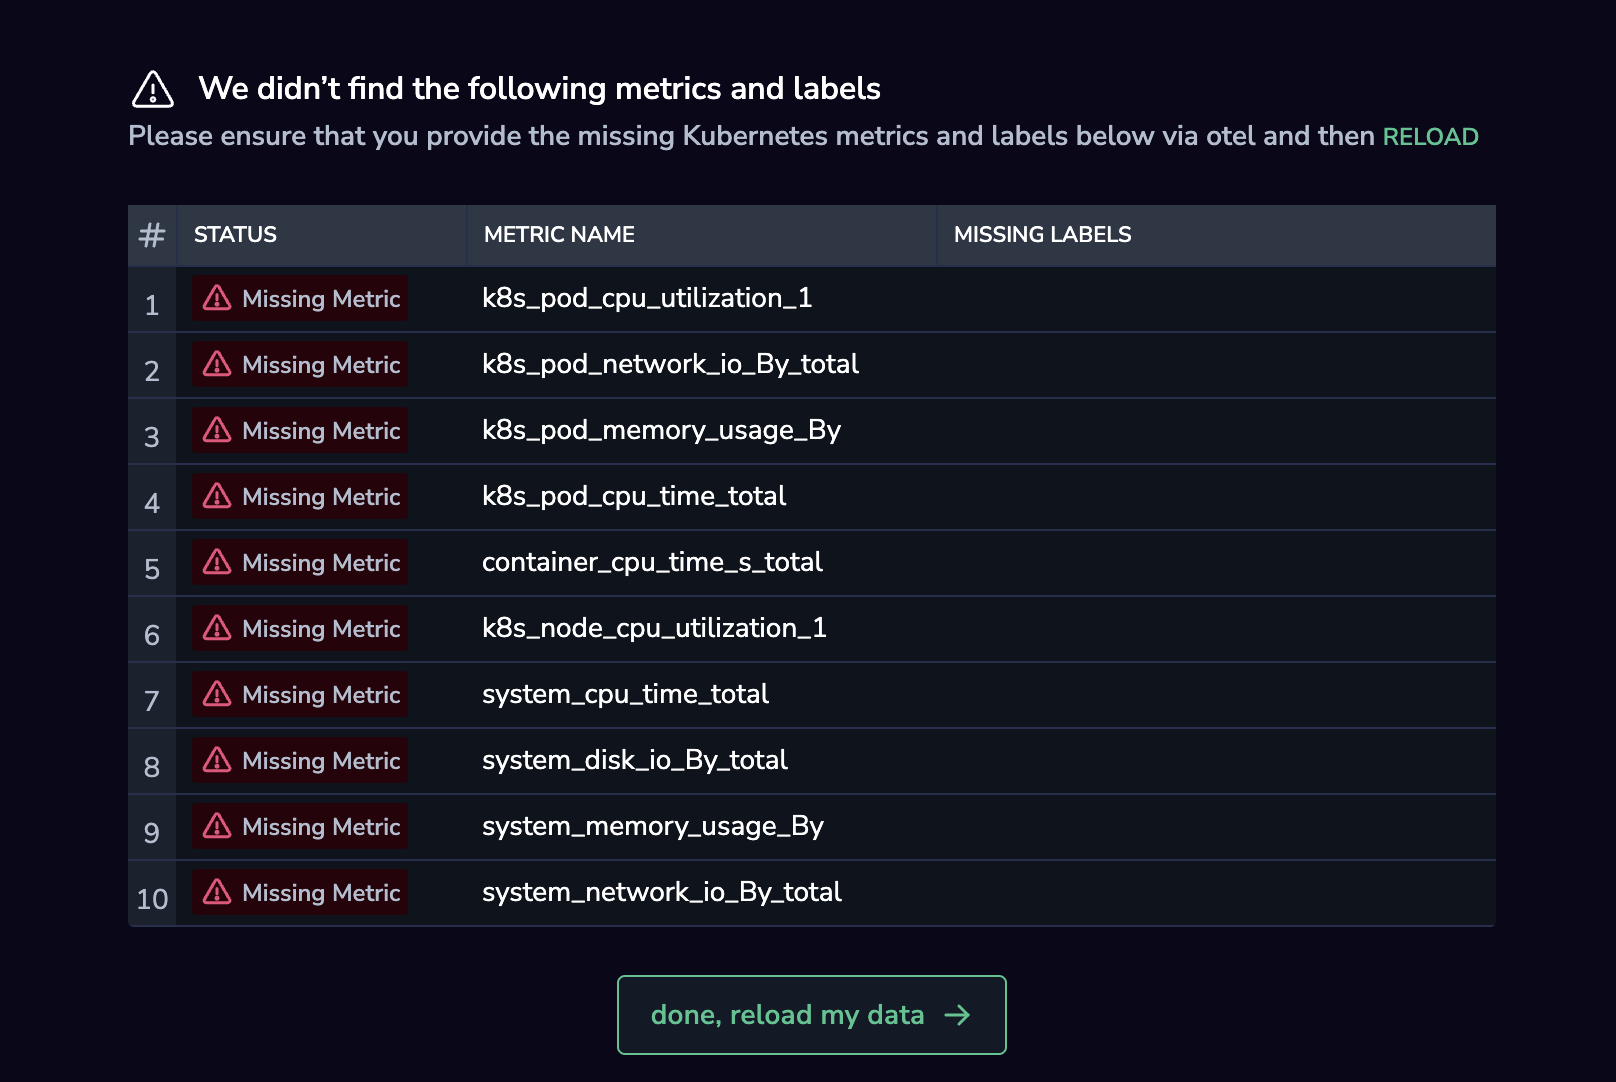 We didn’t find the following metrics and labels
Please ensure that you provide the missing Kubernetes metrics and labels below via otel and then RELOAD
# STATUS METRIC NAME MISSING LABELS
1 Missing Metric k8s_pod_cpu_utilization_1
2 Missing Metric k8s_pod_network_io_By_total
3 Missing Metric k8s_pod_memory_usage_By
4 Missing Metric k8s_pod_cpu_time_total
5 Missing Metric container_cpu_time_s_total
6 Missing Metric k8s_node_cpu_utilization_1
7 Missing Metric system_cpu_time_total
8 Missing Metric system_disk_io_By_total
9 Missing Metric system_memory_usage_By
10 Missing Metric system_network_io_By_total
done, reload my data →